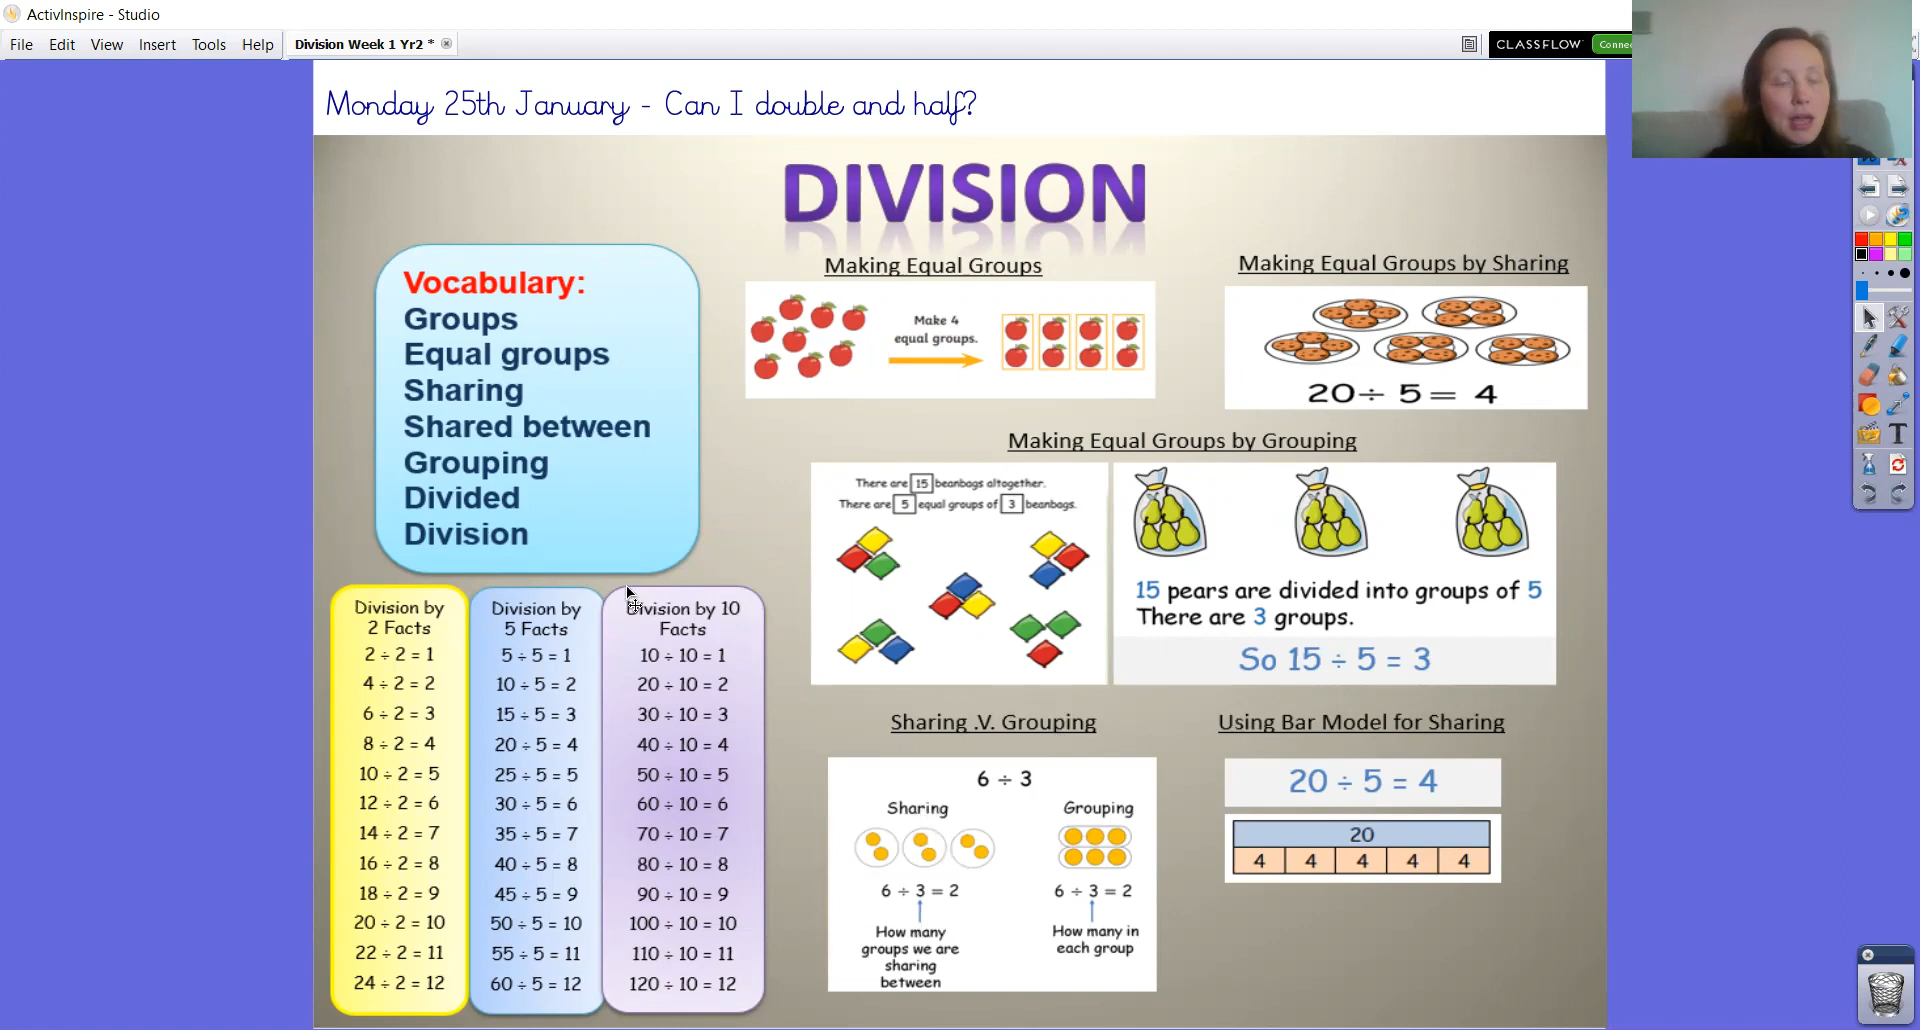 ActivInspire - Studio
File Edit View Insert Tools Help
Division Week 1 Yr2 *
CLASSFLOW
Monday 25th January - Can I double and half?
DIVISION
Vocabulary:
Groups
Equal groups
Sharing
Shared between
Grouping
Divided
Division
Making Equal Groups
Make 4
equal groups.
Making Equal Groups by Sharing
20 ÷ 5 = 4
Making Equal Groups by Grouping
There are 15 beanbags altogether.
There are 5 equal groups of 3 beanbags.
15 pears are divided into groups of 5
There are 3 groups.
So 15 ÷ 5 = 3
Division by
2 Facts
2 ÷ 2 = 1
4 ÷ 2 = 2
6 ÷ 2 = 3
8 ÷ 2 = 4
10 ÷ 2 = 5
12 ÷ 2 = 6
14 ÷ 2 = 7
16 ÷ 2 = 8
18 ÷ 2 = 9
20 ÷ 2 = 10
22 ÷ 2 = 11
24 ÷ 2 = 12
Division by
5 Facts
5 ÷ 5 = 1
10 ÷ 5 = 2
15 ÷ 5 = 3
20 ÷ 5 = 4
25 ÷ 5 = 5
30 ÷ 5 = 6
35 ÷ 5 = 7
40 ÷ 5 = 8
45 ÷ 5 = 9
50 ÷ 5 = 10
55 ÷ 5 = 11
60 ÷ 5 = 12
Division by 10
Facts
10 ÷ 10 = 1
20 ÷ 10 = 2
30 ÷ 10 = 3
40 ÷ 10 = 4
50 ÷ 10 = 5
60 ÷ 10 = 6
70 ÷ 10 = 7
80 ÷ 10 = 8
90 ÷ 10 = 9
100 ÷ 10 = 10
110 ÷ 10 = 11
120 ÷ 10 = 12
Sharing .V. Grouping
6 ÷ 3
Sharing
6 ÷ 3 = 2
How many
groups we are
sharing
between
Grouping
6 ÷ 3 = 2
How many in
each group
Using Bar Model for Sharing
20 ÷ 5 = 4
20
4 4 4 4 4